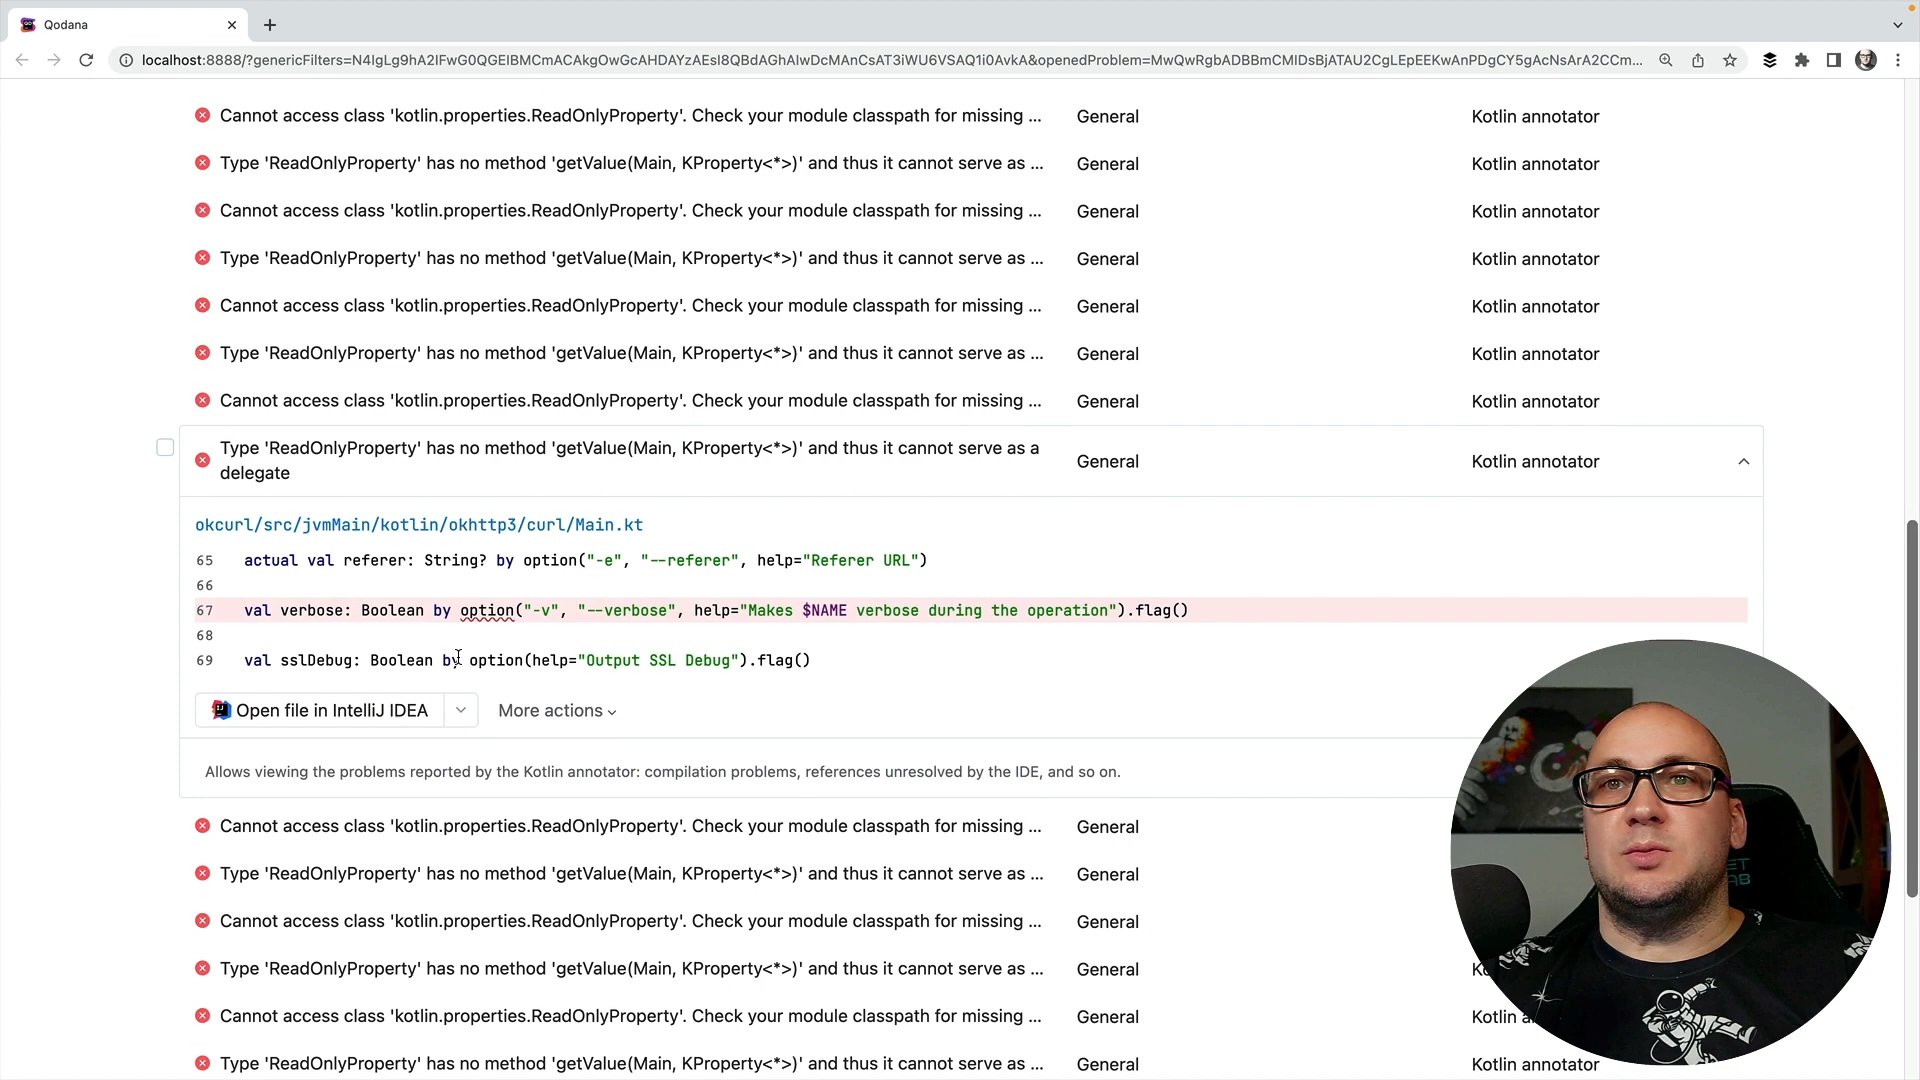 Qodana
localhost:8888/?genericFilters=N4IgLg9hA2IFwG0QGEIBMCmACAkgOwGcAHDAYzAEsI8QBdAGhAIwDcMAnCsAT3iWU6VSAQ1i0AvkA&openedProblem=MwQwRgbADBBmCMIDsBjATAU2CgLEpEEKwAnPDgCY5gAcNsArA2CCm...
Cannot access class 'kotlin.properties.ReadOnlyProperty'. Check your module classpath for missing ... General Kotlin annotator
Type 'ReadOnlyProperty' has no method 'getValue(Main, KProperty<*>)' and thus it cannot serve as ... General Kotlin annotator
Cannot access class 'kotlin.properties.ReadOnlyProperty'. Check your module classpath for missing ... General Kotlin annotator
Type 'ReadOnlyProperty' has no method 'getValue(Main, KProperty<*>)' and thus it cannot serve as ... General Kotlin annotator
Cannot access class 'kotlin.properties.ReadOnlyProperty'. Check your module classpath for missing ... General Kotlin annotator
Type 'ReadOnlyProperty' has no method 'getValue(Main, KProperty<*>)' and thus it cannot serve as ... General Kotlin annotator
Cannot access class 'kotlin.properties.ReadOnlyProperty'. Check your module classpath for missing ... General Kotlin annotator
Type 'ReadOnlyProperty' has no method 'getValue(Main, KProperty<*>)' and thus it cannot serve as a
delegate General Kotlin annotator
okcurl/src/jvmMain/kotlin/okhttp3/curl/Main.kt
65 actual val referer: String? by option("-e", "--referer", help="Referer URL")
66
67 val verbose: Boolean by option("-v", "--verbose", help="Makes $NAME verbose during the operation").flag()
68
69 val sslDebug: Boolean by option(help="Output SSL Debug").flag()
Open file in IntelliJ IDEA More actions
Allows viewing the problems reported by the Kotlin annotator: compilation problems, references unresolved by the IDE, and so on.
Cannot access class 'kotlin.properties.ReadOnlyProperty'. Check your module classpath for missing ... General
Type 'ReadOnlyProperty' has no method 'getValue(Main, KProperty<*>)' and thus it cannot serve as ... General
Cannot access class 'kotlin.properties.ReadOnlyProperty'. Check your module classpath for missing ... General
Type 'ReadOnlyProperty' has no method 'getValue(Main, KProperty<*>)' and thus it cannot serve as ... General
Cannot access class 'kotlin.properties.ReadOnlyProperty'. Check your module classpath for missing ... General Kotlin
Type 'ReadOnlyProperty' has no method 'getValue(Main, KProperty<*>)' and thus it cannot serve as ... General Kotlin annotator